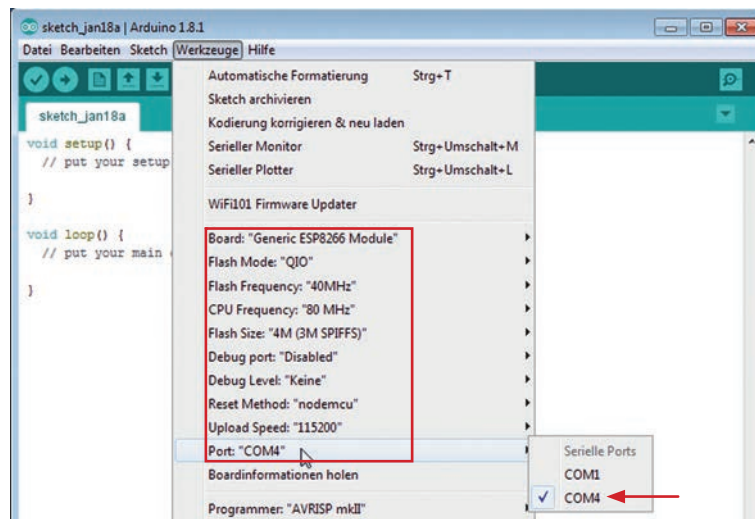 sketch_jan18a | Arduino 1.8.1
Datei Bearbeiten Sketch Werkzeuge Hilfe
Automatische Formatierung Strg+T
Sketch archivieren
Kodierung korrigieren & neu laden
Serieller Monitor Strg+Umschalt+M
Serieller Plotter Strg+Umschalt+L
WiFi101 Firmware Updater
Board: "Generic ESP8266 Module"
Flash Mode: "QIO"
Flash Frequency: "40MHz"
CPU Frequency: "80 MHz"
Flash Size: "4M (3M SPIFFS)"
Debug port: "Disabled"
Debug Level: "Keine"
Reset Method: "nodemcu"
Upload Speed: "115200"
Port: "COM4"
Boardinformationen holen
Programmer: "AVRISP mkII"
Serielle Ports
COM1
COM4
sketch_jan18a
void setup() {
// put your setup
}
void loop() {
// put your main
}